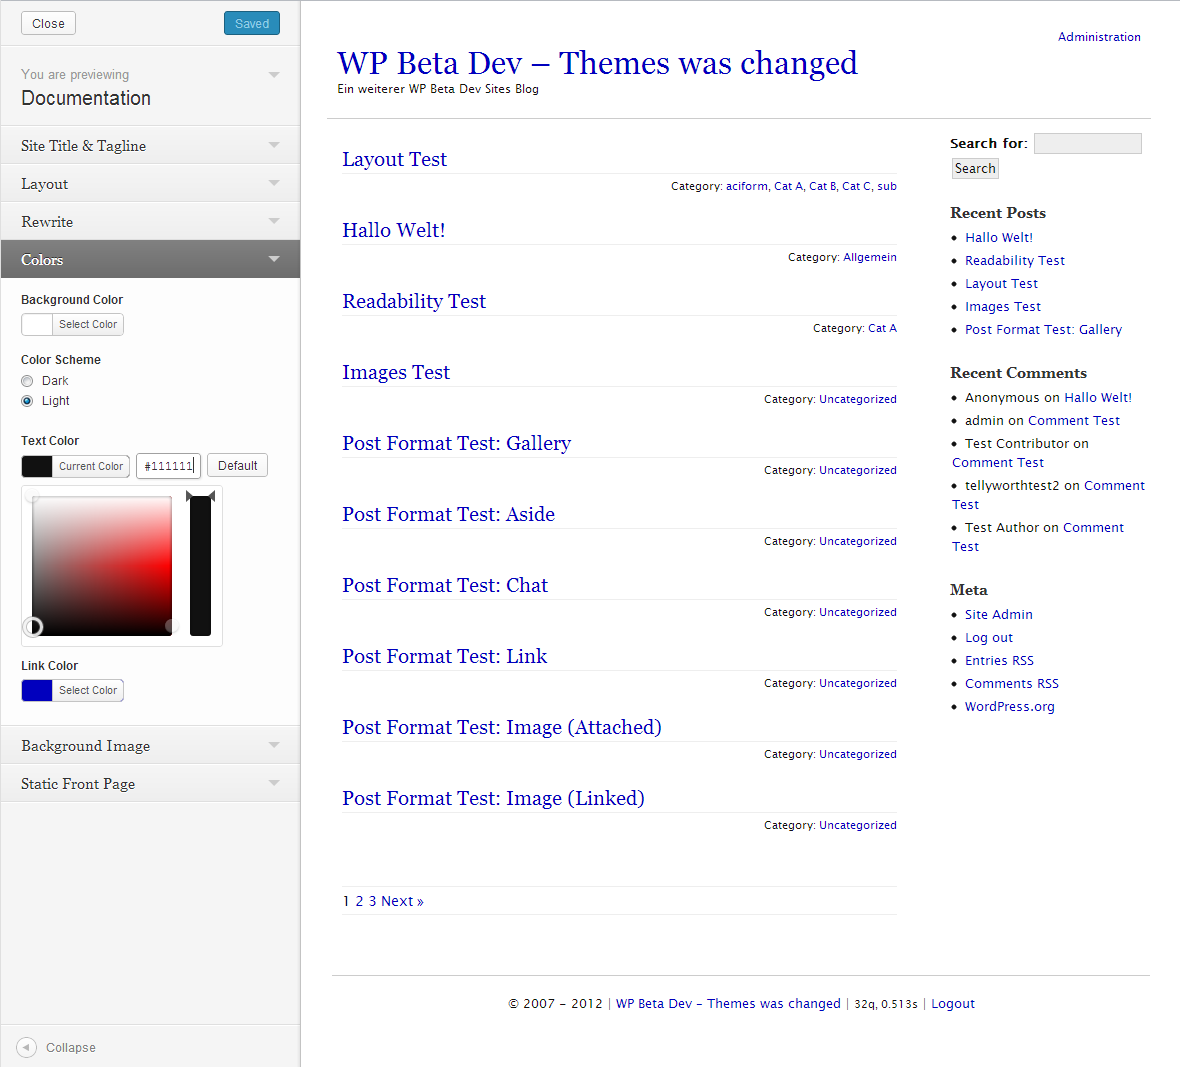 Close
Saved
You are previewing
Documentation
Site Title & Tagline
Layout
Rewrite
Colors
Background Color
Select Color
Color Scheme
Dark
Light
Text Color
Current Color
#111111
Default
Link Color
Select Color
Background Image
Static Front Page
Collapse
Administration
WP Beta Dev – Themes was changed
Ein weiterer WP Beta Dev Sites Blog
Layout Test
Category: aciform, Cat A, Cat B, Cat C, sub
Hallo Welt!
Category: Allgemein
Readability Test
Category: Cat A
Images Test
Category: Uncategorized
Post Format Test: Gallery
Category: Uncategorized
Post Format Test: Aside
Category: Uncategorized
Post Format Test: Chat
Category: Uncategorized
Post Format Test: Link
Category: Uncategorized
Post Format Test: Image (Attached)
Category: Uncategorized
Post Format Test: Image (Linked)
Category: Uncategorized
1 2 3 Next »
Search for:
Search
Recent Posts
Hallo Welt!
Readability Test
Layout Test
Images Test
Post Format Test: Gallery
Recent Comments
Anonymous on Hallo Welt!
admin on Comment Test
Test Contributor on
Comment Test
tellyworthtest2 on Comment
Test
Test Author on Comment
Test
Meta
Site Admin
Log out
Entries RSS
Comments RSS
WordPress.org
© 2007 – 2012 | WP Beta Dev – Themes was changed | 32q, 0.513s | Logout